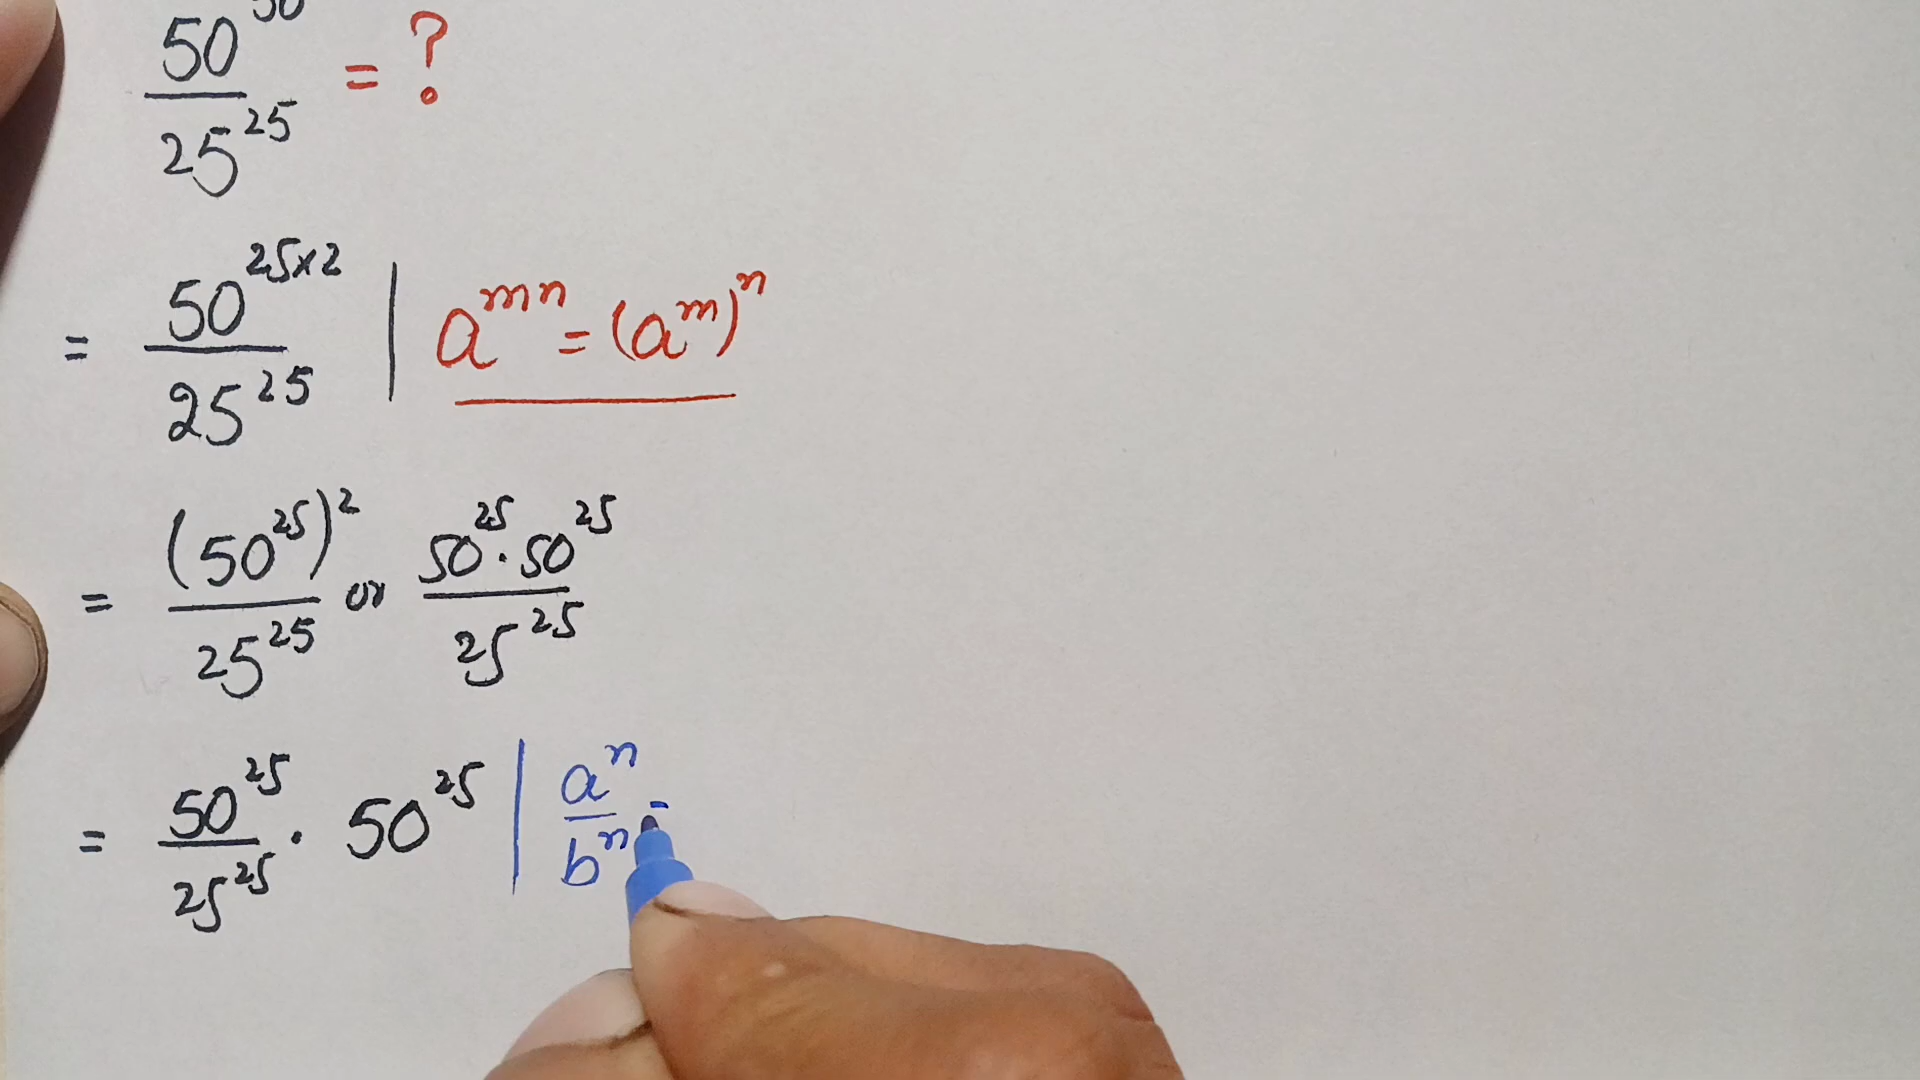 50^50 / 25^25 = ?
= 50^25×2 / 25^25 | a^mn = (a^m)^n
= (50^25)^2 / 25^25 or 50^25 · 50^25 / 25^25
= 50^25 / 25^25 · 50^25 | a^n / b^n =